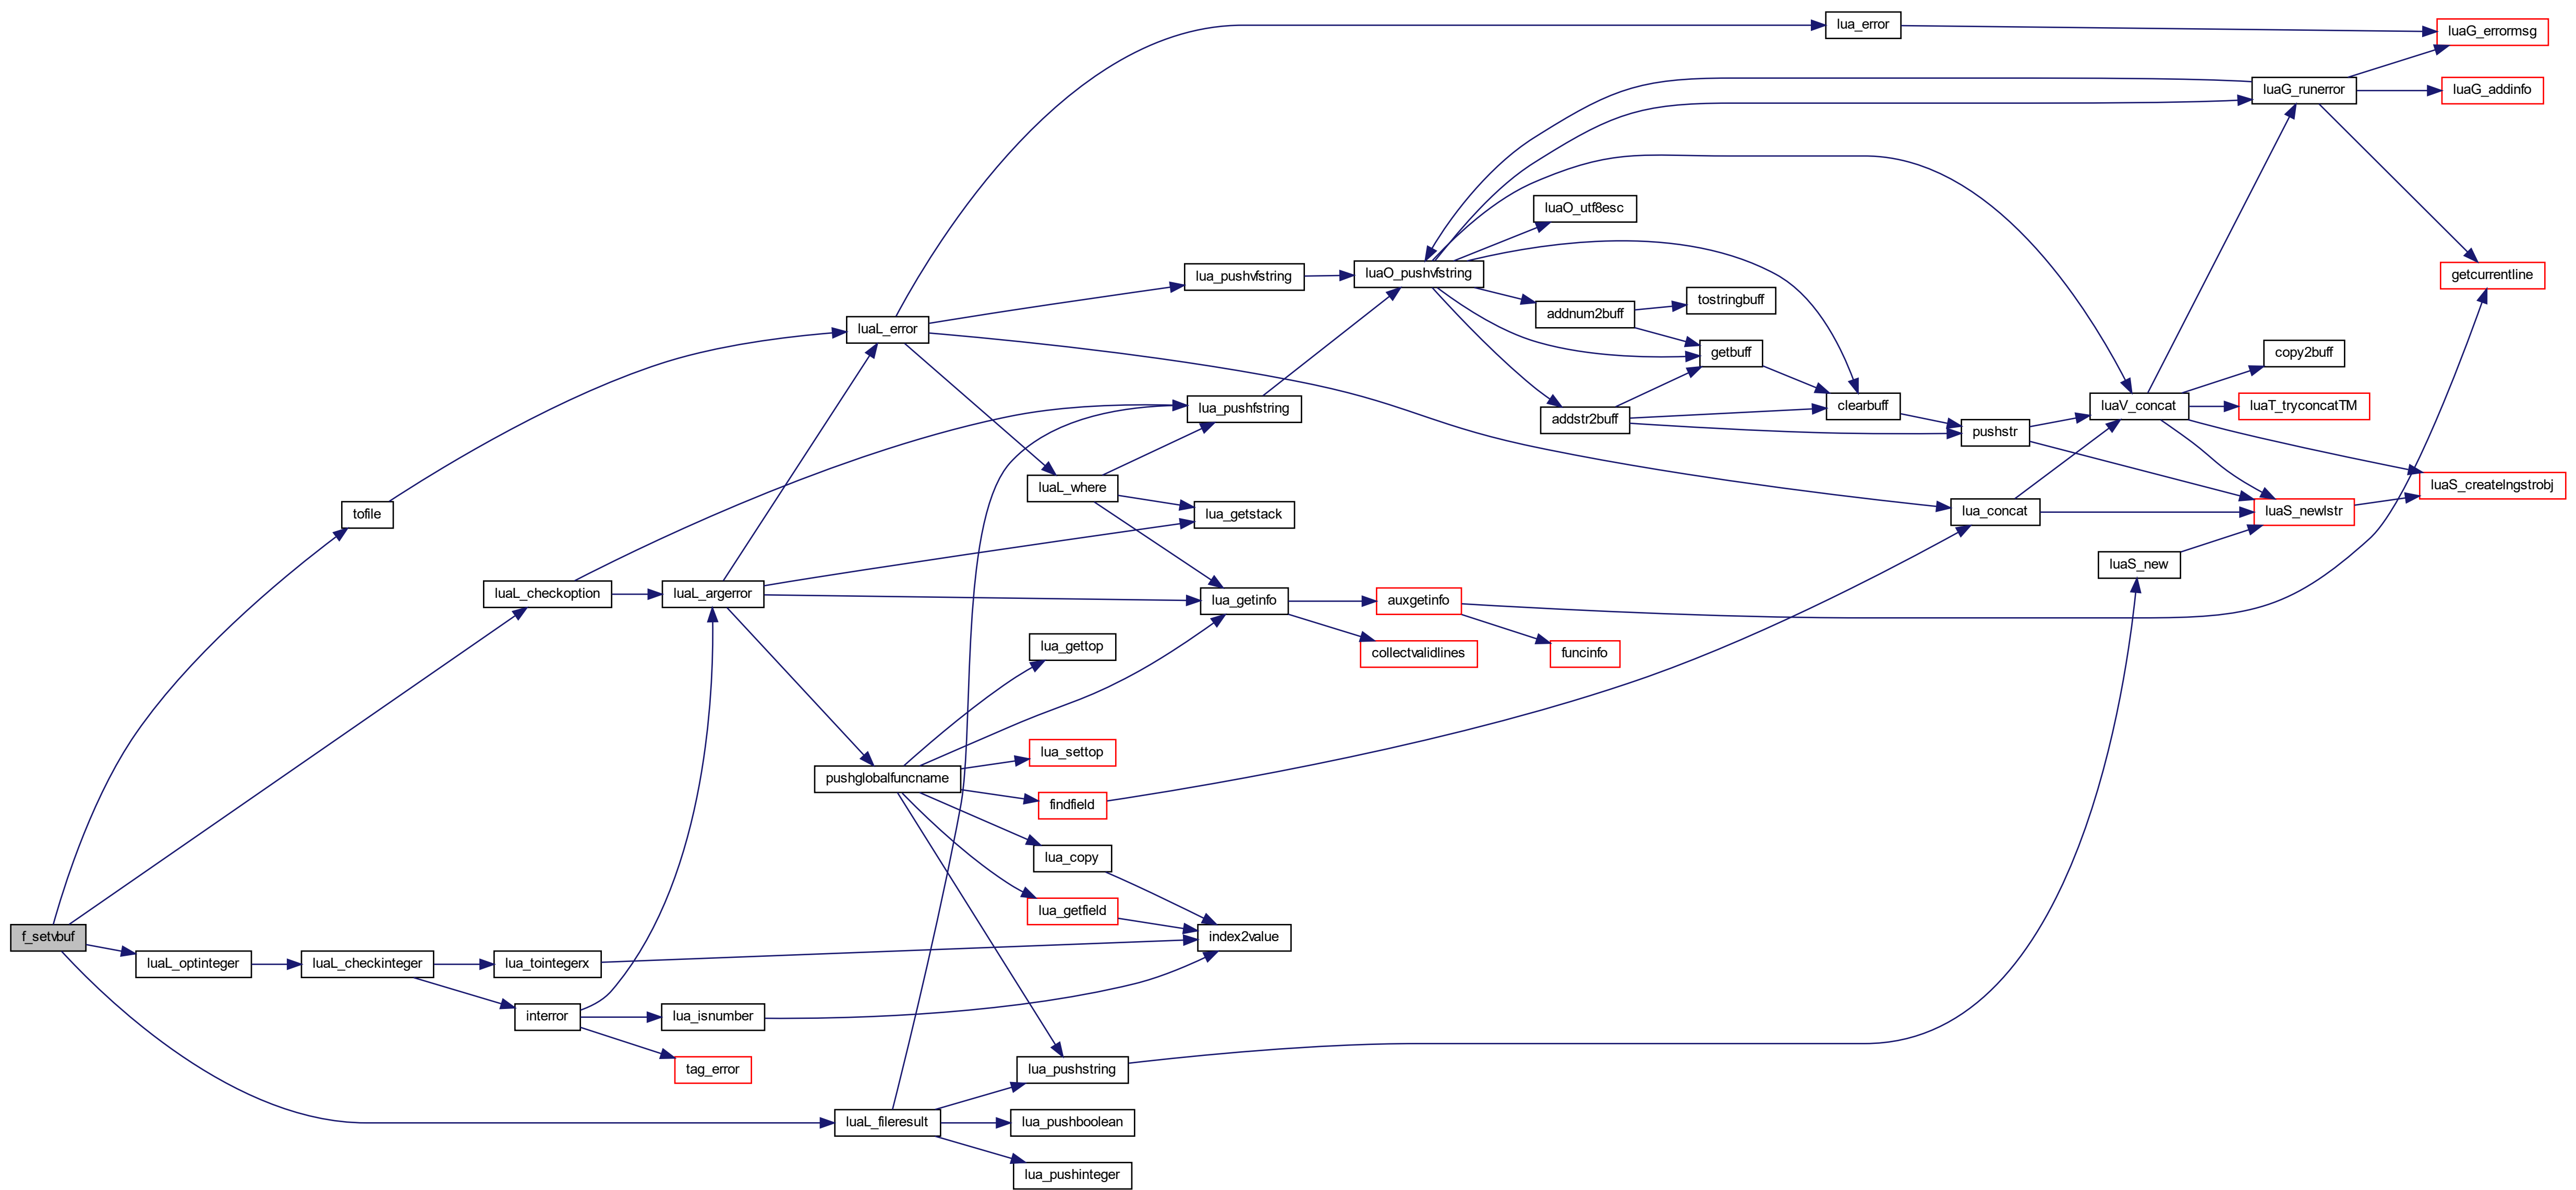 lua_error
luaG_errormsg
luaG_runerror
luaG_addinfo
luaO_utf8esc
luaO_pushvfstring
lua_pushvfstring
getcurrentline
tostringbuff
addnum2buff
luaL_error
getbuff
copy2buff
lua_pushfstring
clearbuff
luaV_concat
luaT_tryconcatTM
addstr2buff
pushstr
luaL_where
luaS_createlngstrobj
tofile
lua_getstack
lua_concat
luaS_newlstr
luaS_new
luaL_checkoption
luaL_argerror
lua_getinfo
auxgetinfo
lua_gettop
collectvalidlines
funcinfo
lua_settop
pushglobalfuncname
findfield
lua_copy
lua_getfield
f_setvbuf
index2value
luaL_optinteger
luaL_checkinteger
lua_tointegerx
interror
lua_isnumber
tag_error
lua_pushstring
luaL_fileresult
lua_pushboolean
lua_pushinteger